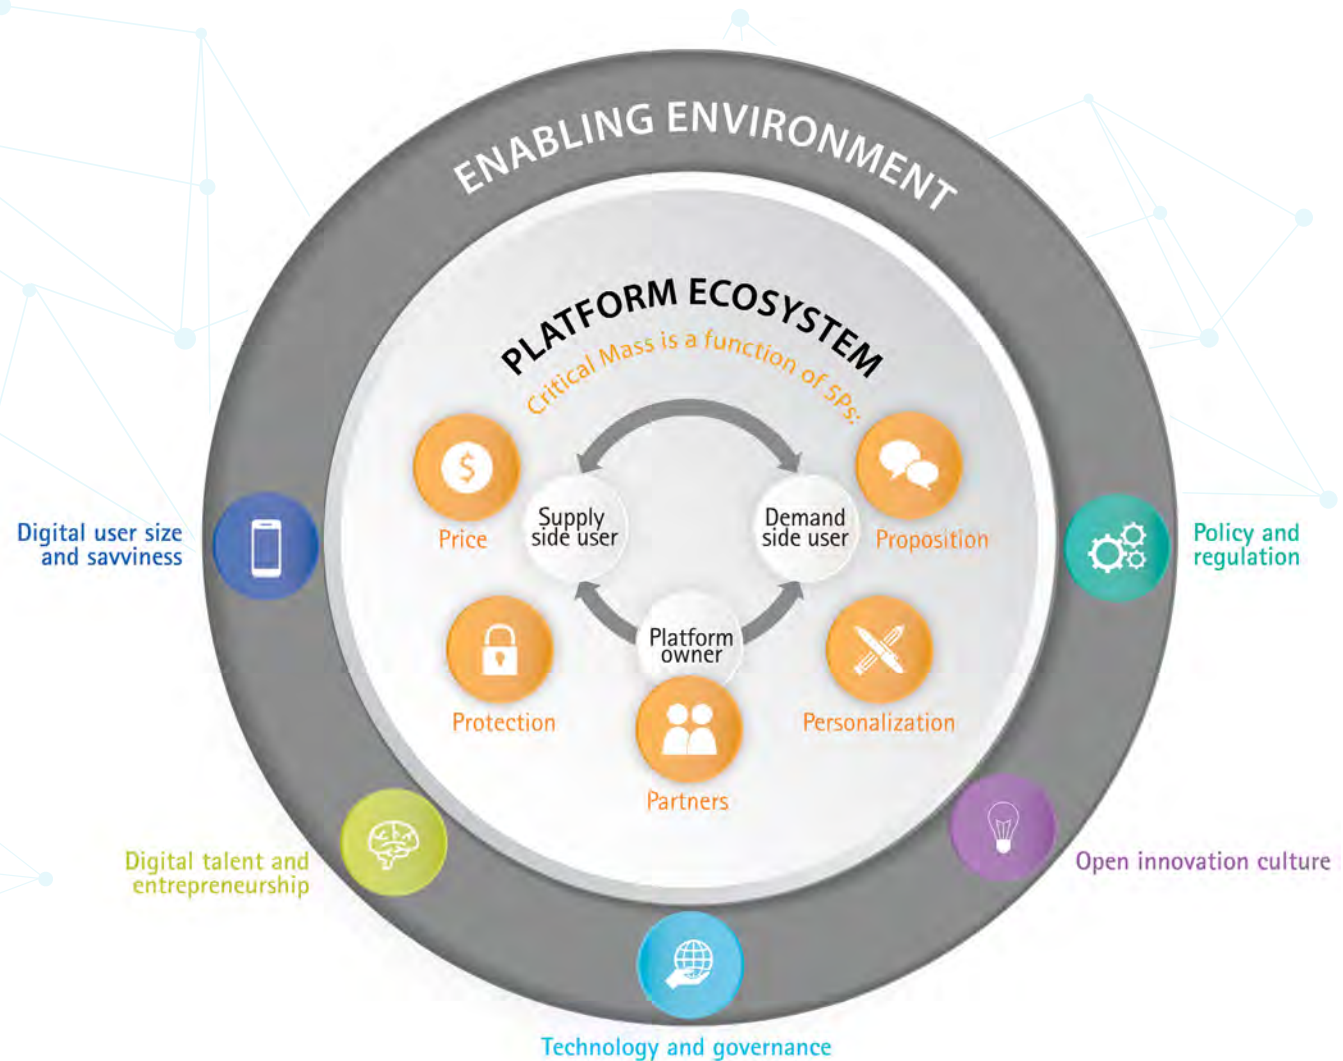 ENABLING ENVIRONMENT
PLATFORM ECOSYSTEM
Critical Mass is a function of 5Ps:
$
Price
Supply
side user
Demand
side user
Proposition
Digital user size
and savviness
Policy and
regulation
Platform
owner
Protection
Personalization
Partners
Digital talent and
entrepreneurship
Open innovation culture
Technology and governance